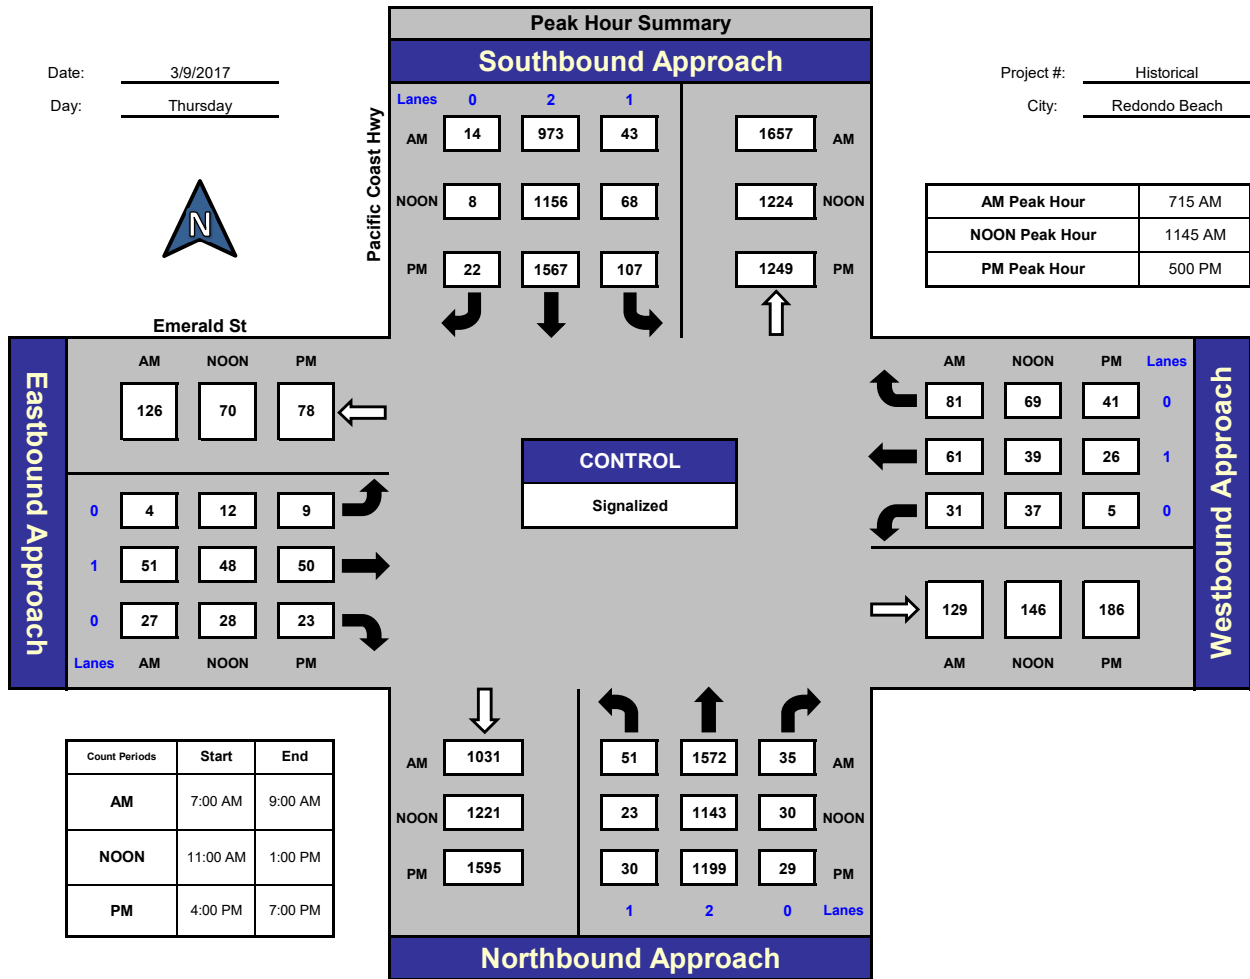 Peak Hour Summary
Southbound Approach
Date: 3/9/2017
Day: Thursday
Project #: Historical
City: Redondo Beach
N
Pacific Coast Hwy
Lanes 0 2 1
AM 14 973 43 1657 AM
NOON 8 1156 68 1224 NOON
PM 22 1567 107 1249 PM
AM Peak Hour 715 AM
NOON Peak Hour 1145 AM
PM Peak Hour 500 PM
Emerald St
Eastbound Approach
AM NOON PM
126 70 78
0 4 12 9
1 51 48 50
0 27 28 23
Lanes AM NOON PM
CONTROL
Signalized
AM NOON PM Lanes
81 69 41 0
61 39 26 1
31 37 5 0
129 146 186
AM NOON PM
Westbound Approach
Count Periods Start End
AM 7:00 AM 9:00 AM
NOON 11:00 AM 1:00 PM
PM 4:00 PM 7:00 PM
AM 1031 51 1572 35 AM
NOON 1221 23 1143 30 NOON
PM 1595 30 1199 29 PM
1 2 0 Lanes
Northbound Approach